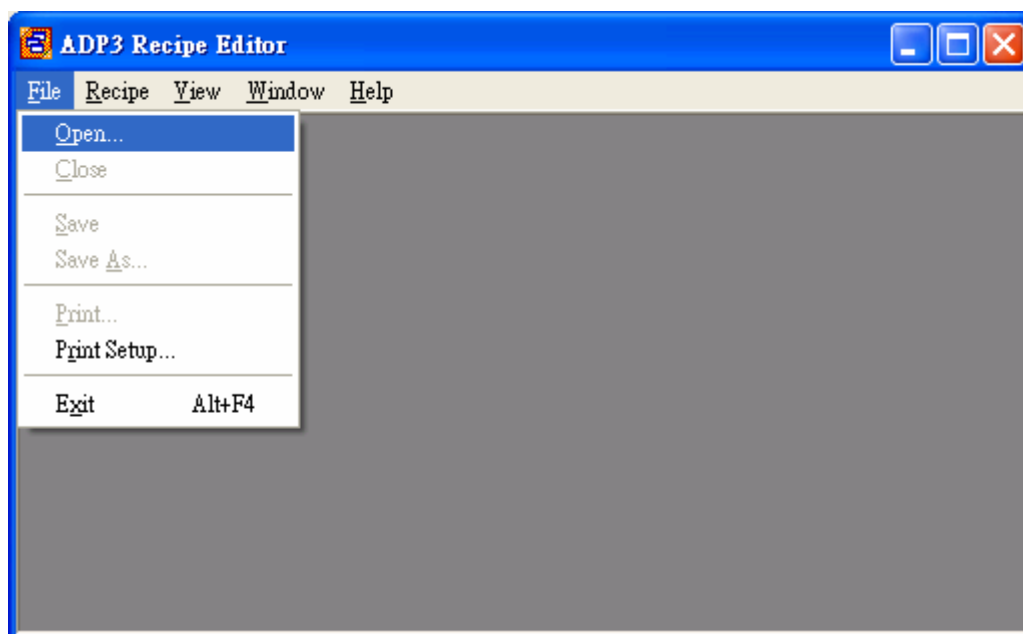 ADP3 Recipe Editor
File Recipe View Window Help
Open...
Close
Save
Save As...
Print...
Print Setup...
Exit Alt+F4